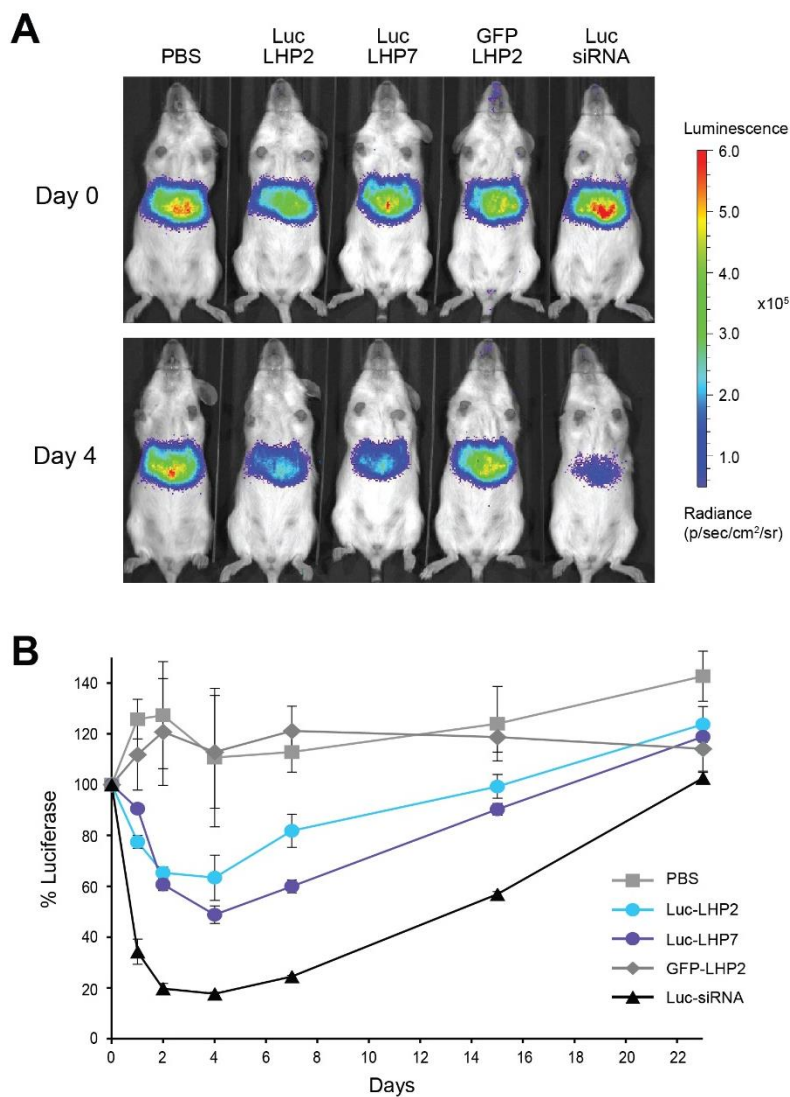 A
PBS
Luc
LHP2
Luc
LHP7
GFP
LHP2
Luc
siRNA
Day 0
Day 4
Luminescence
6.0
5.0
4.0
x10⁵
3.0
2.0
1.0
Radiance
(p/sec/cm²/sr)
B
% Luciferase
140
120
100
80
60
40
20
0
0
2
4
6
8
10
12
14
16
18
20
22
Days
PBS
Luc-LHP2
Luc-LHP7
GFP-LHP2
Luc-siRNA